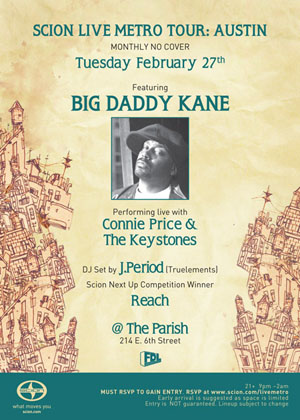 SCION LIVE METRO TOUR: AUSTIN
MONTHLY NO COVER
Tuesday February 27th
Featuring
BIG DADDY KANE
Performing live with
Connie Price &
The Keystones
DJ Set by J.Period (Truelements)
Scion Next Up Competition Winner
Reach
@ The Parish
214 E. 6th Street
21+ 9pm -2am
MUST RSVP TO GAIN ENTRY. RSVP at www.scion.com/livemetro
Early arrival is suggested as space is limited
Entry is NOT guaranteed. Lineup subject to change
SCION
what moves you
scion.com